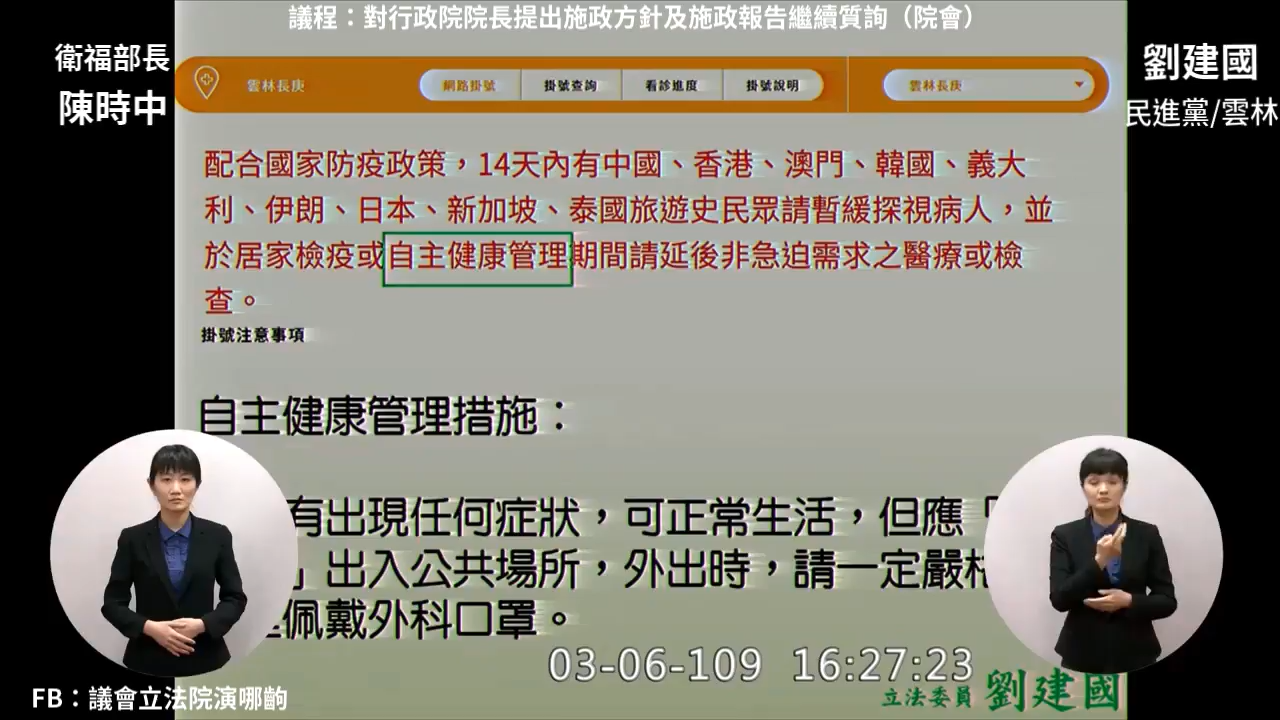 議程：對行政院院長提出施政方針及施政報告繼續質詢（院會）
衛福部長
陳時中
劉建國
民進黨/雲林
雲林長庚
網路掛號
掛號查詢
看診進度
掛號說明
雲林長庚
配合國家防疫政策，14天內有中國、香港、澳門、韓國、義大
利、伊朗、日本、新加坡、泰國旅遊史民眾請暫緩探視病人，並
於居家檢疫或自主健康管理期間請延後非急迫需求之醫療或檢
查。
掛號注意事項
自主健康管理措施：
有出現任何症狀，可正常生活，但應「
」出入公共場所，外出時，請一定嚴格
佩戴外科口罩。
03-06-109 16:27:23
立法委員 劉建國
FB：議會立法院演哪齣